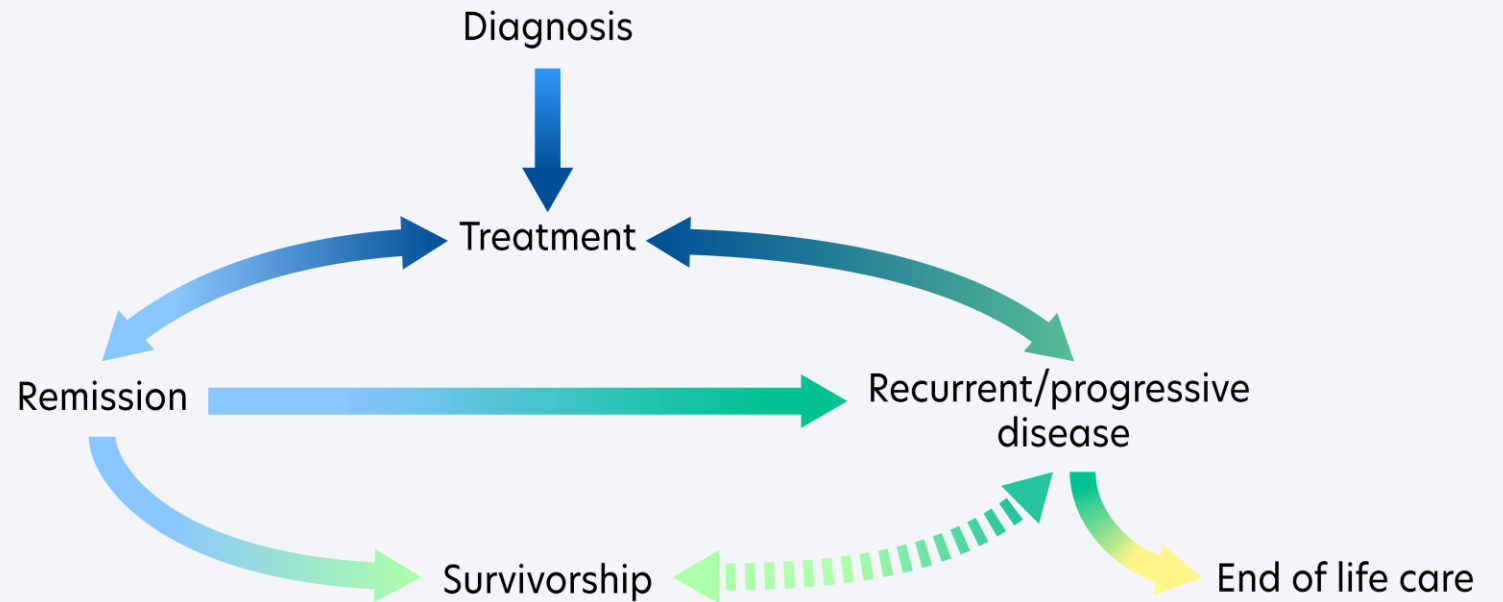 Diagnosis
Treatment
Remission
Recurrent/progressive
disease
Survivorship
End of life care